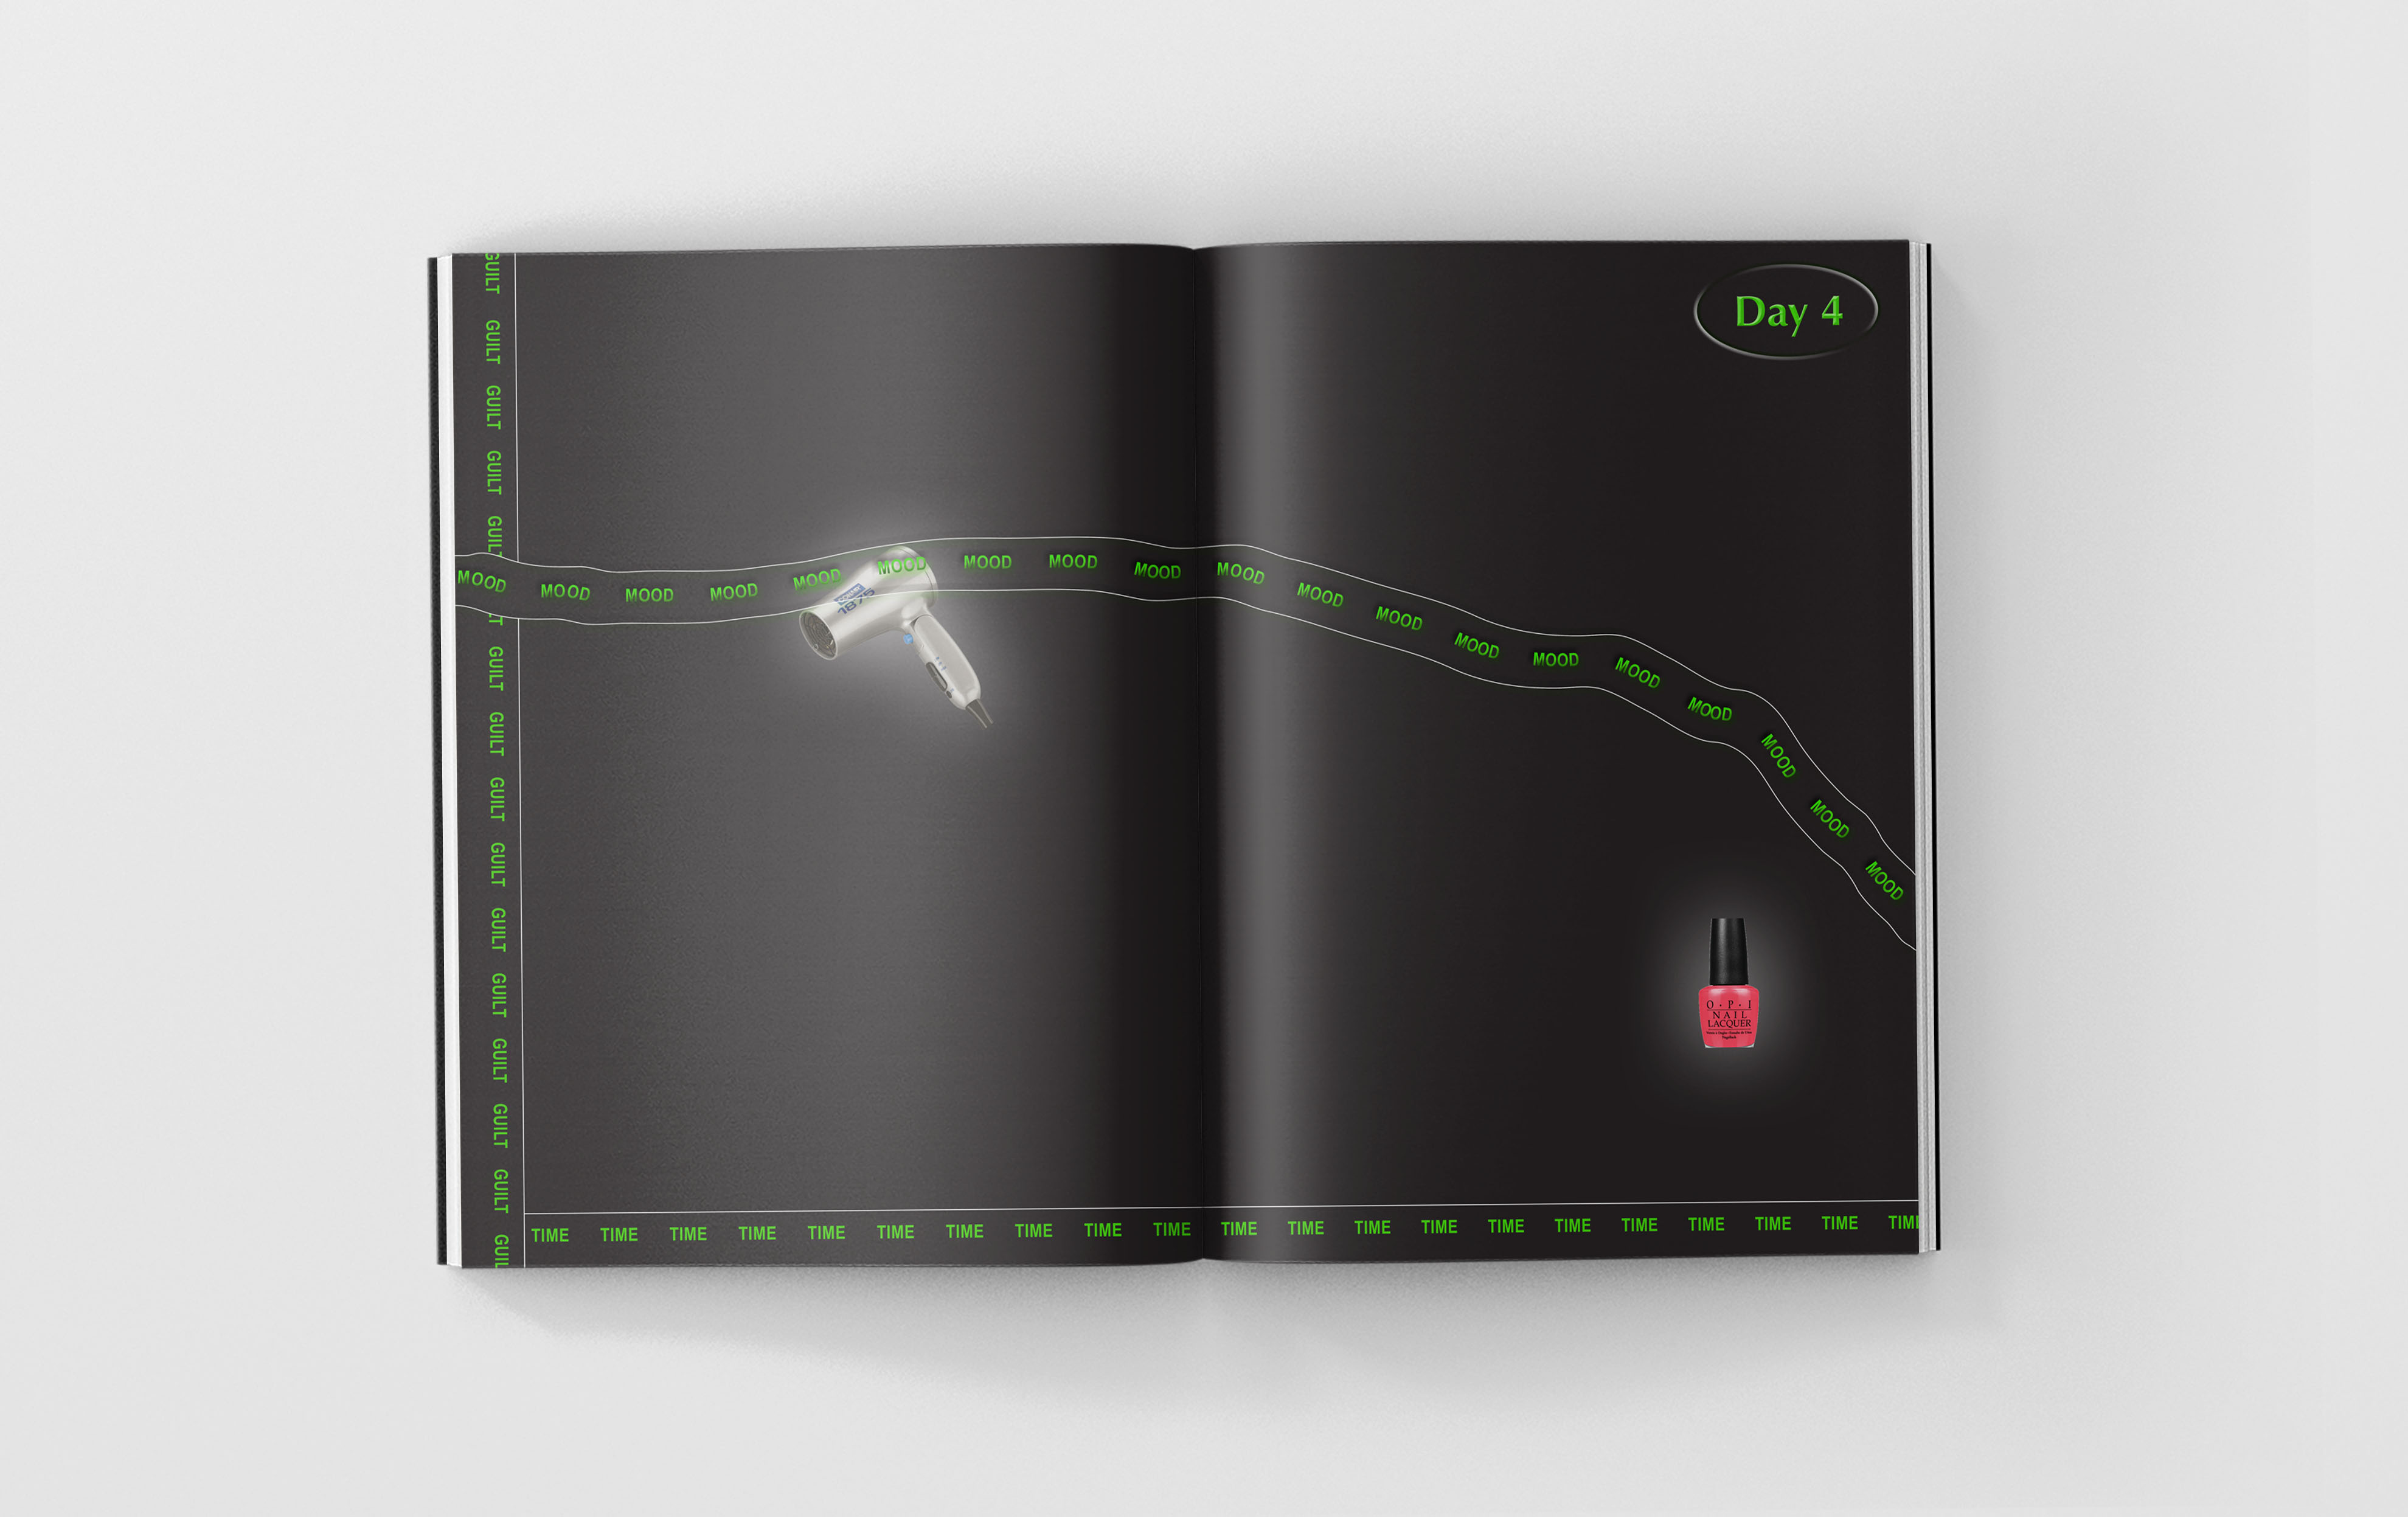 Day 4
GUILT GUILT GUILT GUILT GUILT T GUILT GUILT GUILT GUILT GUILT GUILT GUILT GUILT GUILT GUIL
MOOD MOOD MOOD MOOD MOOD MOOD MOOD MOOD MOOD MOOD MOOD MOOD MOOD MOOD MOOD MOOD MOOD MOOD MOOD
1875
O·P·I
NAIL
LACQUER
TIME TIME TIME TIME TIME TIME TIME TIME TIME TIME TIME TIME TIME TIME TIME TIME TIME TIME TIME TIME TIM